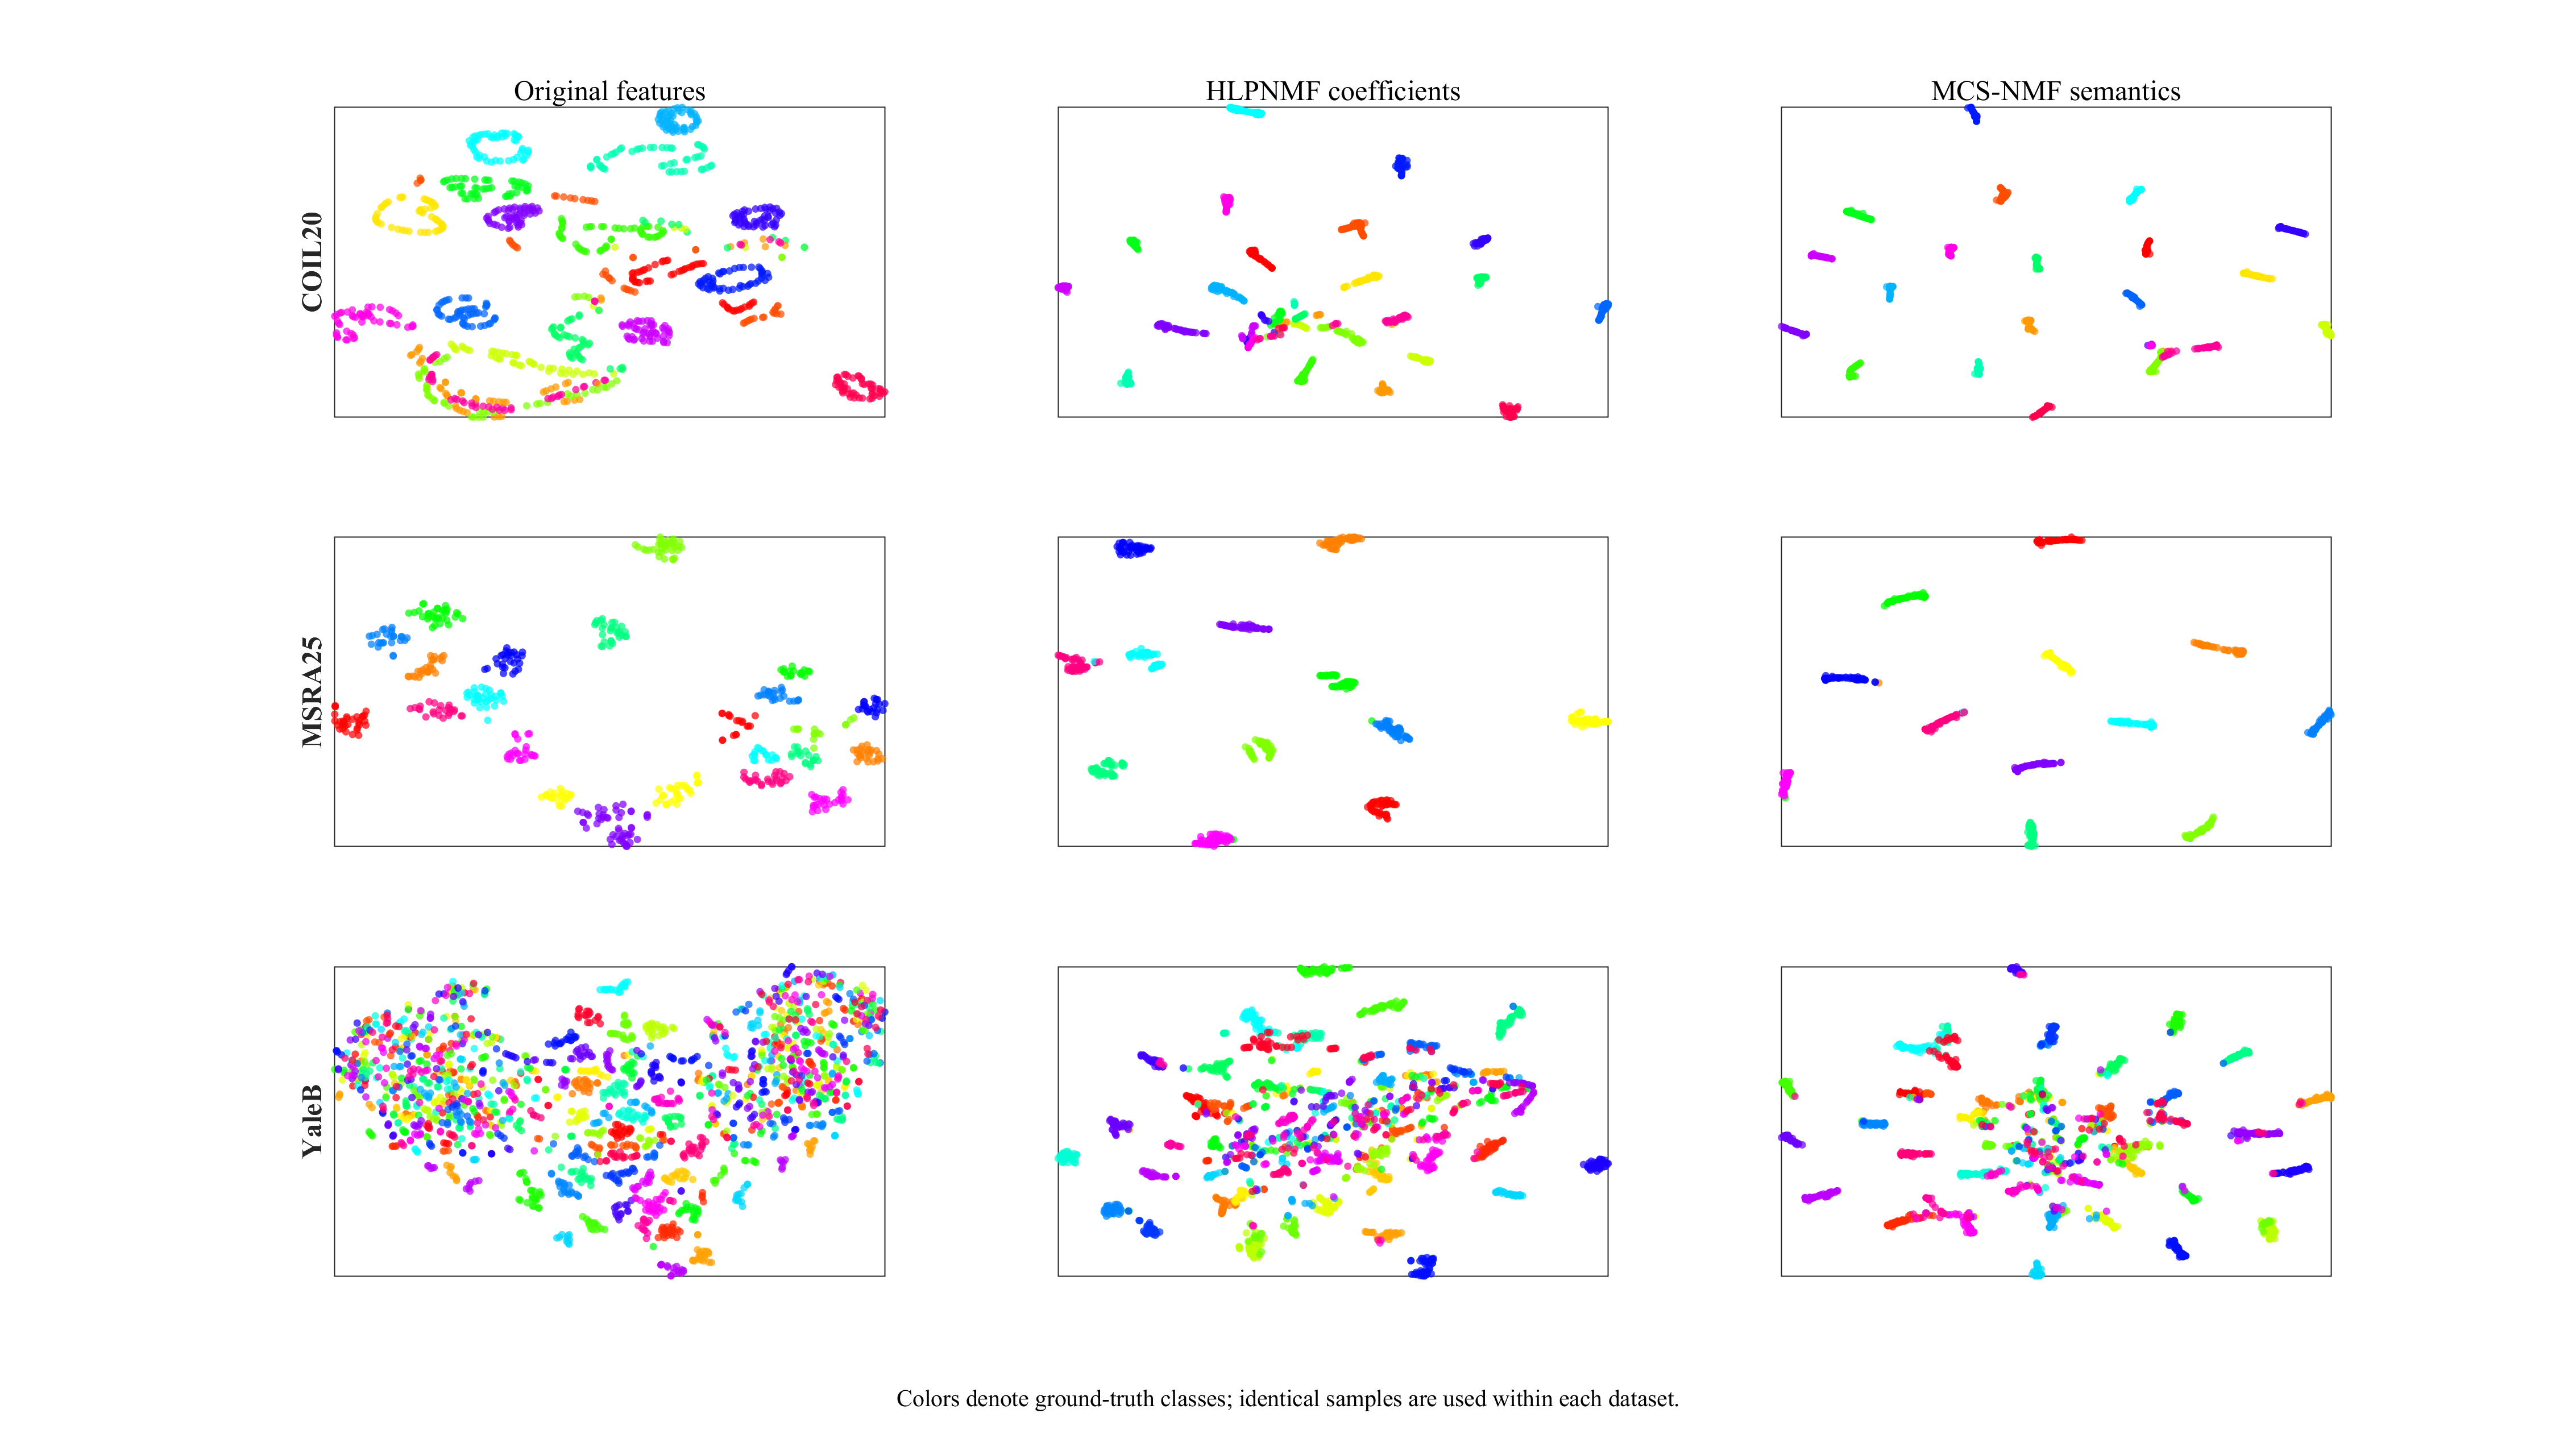 Original features
HLPNMF coefficients
MCS-NMF semantics
COIL20
MSRA25
YaleB
Colors denote ground-truth classes; identical samples are used within each dataset.